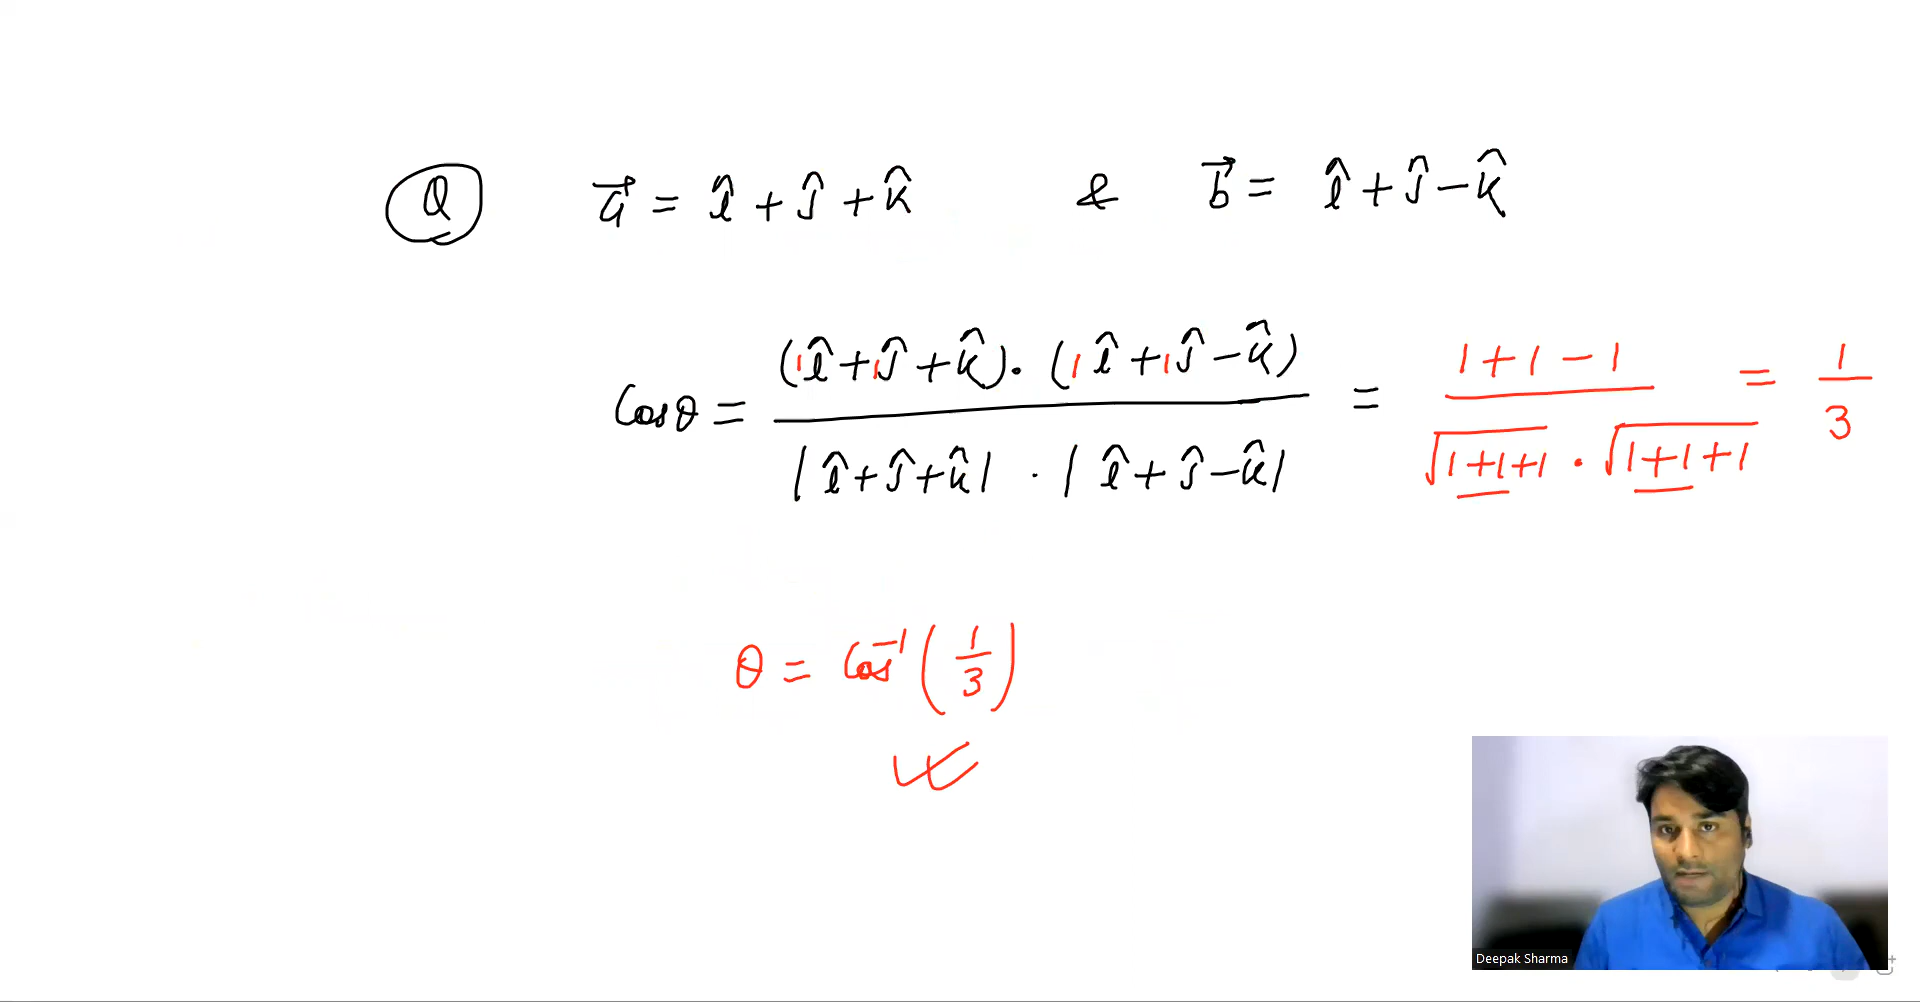 Q a⃗ = î + ĵ + k̂ & b⃗ = î + ĵ − k̂
Cosθ = (1î + 1ĵ + k̂) · (1î + 1ĵ − k̂) / |î + ĵ + k̂| · |î + ĵ − k̂| = 1 + 1 − 1 / √1+1+1 · √1+1+1 = 1/3
θ = Cos⁻¹(1/3)
Deepak Sharma